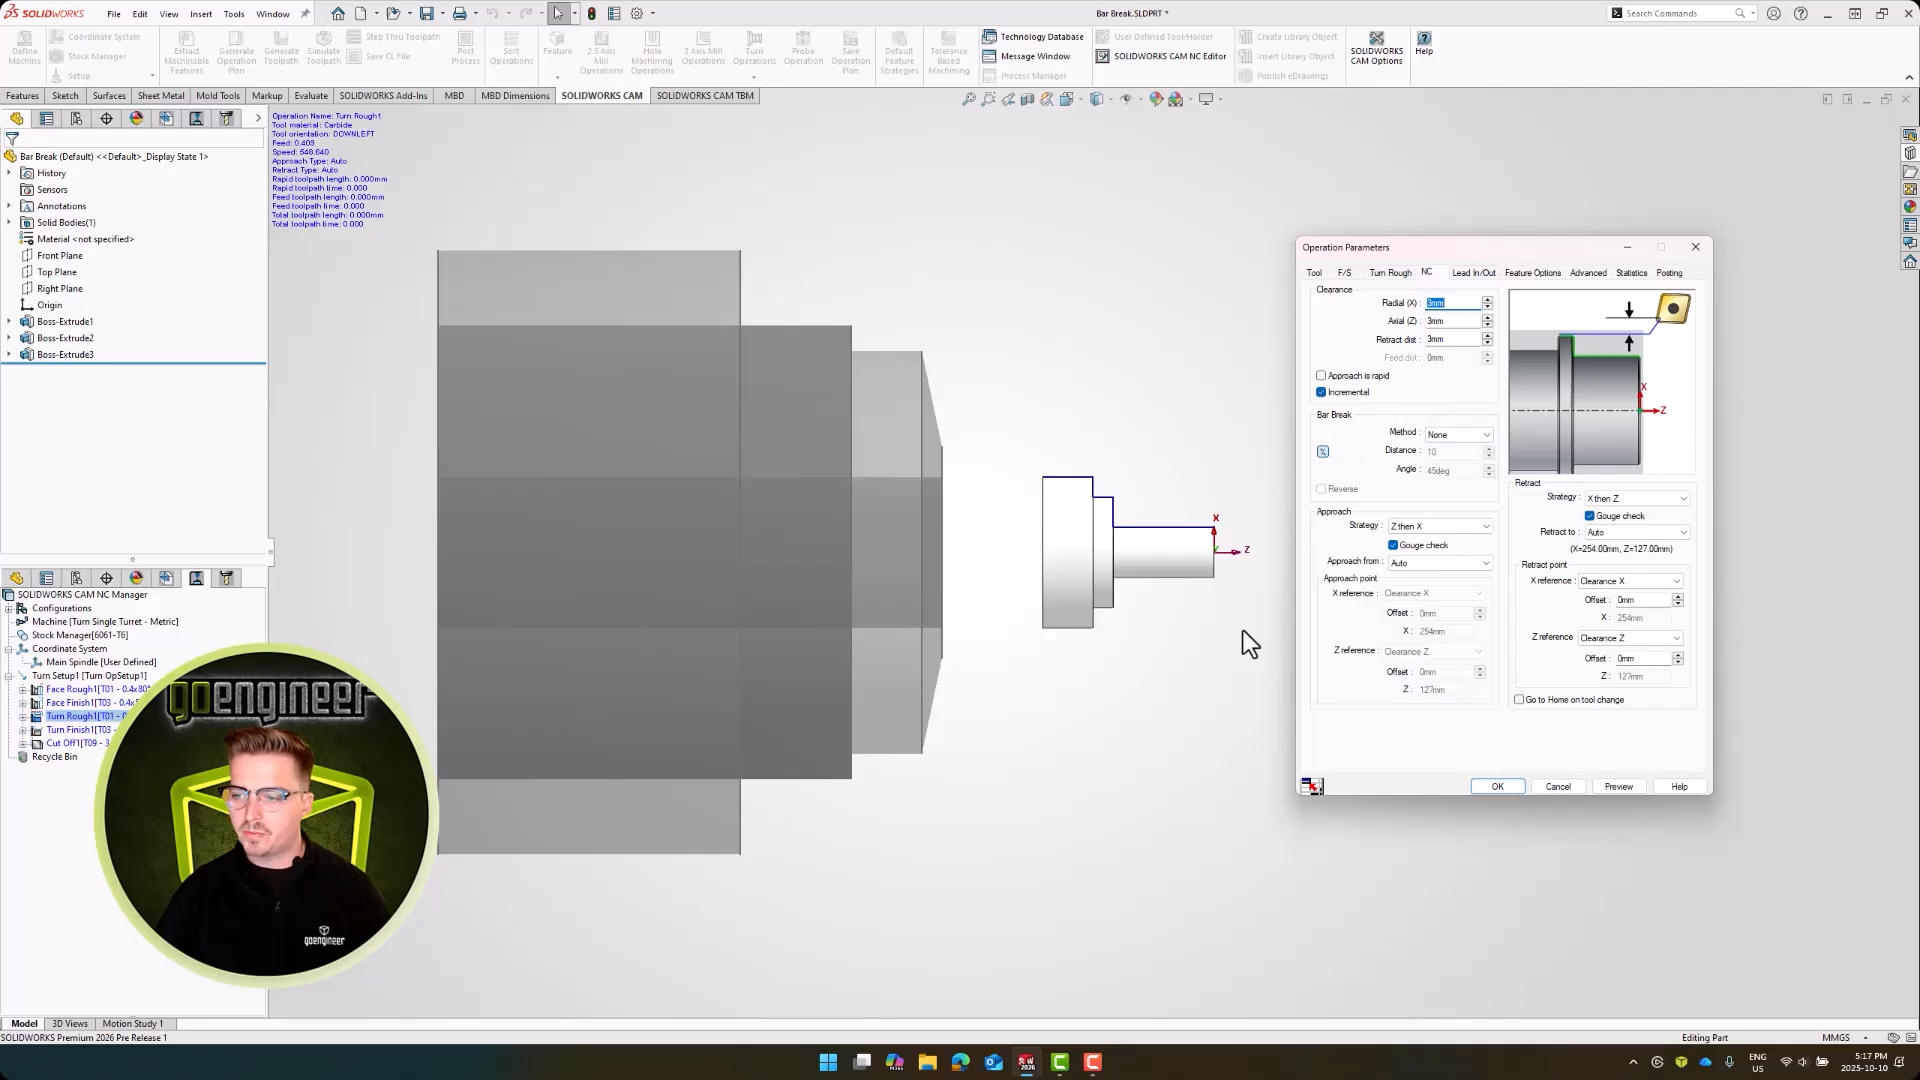 SOLIDWORKS
File
Edit
View
Insert
Tools
Window
Bar Break.SLDPRT *
Search Commands
Define Machine
Coordinate System
Stock Manager
Setup
Extract Machinable Features
Generate Operation Plan
Generate Toolpath
Simulate Toolpath
Step Thru Toolpath
Save CL File
Post Process
Sort Operations
Feature
2.5 Axis Mill Operations
Hole Machining Operations
3 Axis Mill Operations
Turn Operations
Probe Operation
Save Operation Plan
Default Feature Strategies
Tolerance Based Machining
Technology Database
Message Window
Process Manager
User Defined Tool/Holder
SOLIDWORKS CAM NC Editor
Create Library Object
Insert Library Object
Publish eDrawings
SOLIDWORKS CAM Options
Help
Features
Sketch
Surfaces
Sheet Metal
Mold Tools
Markup
Evaluate
SOLIDWORKS Add-Ins
MBD
MBD Dimensions
SOLIDWORKS CAM
SOLIDWORKS CAM TBM
Bar Break (Default) <<Default>_Display State 1>
History
Sensors
Annotations
Solid Bodies(1)
Material <not specified>
Front Plane
Top Plane
Right Plane
Origin
Boss-Extrude1
Boss-Extrude2
Boss-Extrude3
Operation Name: Turn Rough1
Tool material: Carbide
Tool orientation: DOWNLEFT
Feed: 0.409
Speed: 548.640
Approach Type: Auto
Retract Type: Auto
Rapid toolpath length: 0.000mm
Rapid toolpath time: 0.000
Feed toolpath length: 0.000mm
Feed toolpath time: 0.000
Total toolpath length: 0.000mm
Total toolpath time: 0.000
SOLIDWORKS CAM NC Manager
Configurations
Machine [Turn Single Turret - Metric]
Stock Manager[6061-T6]
Coordinate System
Main Spindle [User Defined]
Turn Setup1 [Turn OpSetup1]
Face Rough1[T01 - 0.4x80°
Face Finish1[T03 - 0.4x5
Turn Rough1[T01 - 0
Turn Finish1[T03 -
Cut Off1[T09 - 3
Recycle Bin
goengineer
goengineer
X
Z
Operation Parameters
Tool
F/S
Turn Rough
NC
Lead In/Out
Feature Options
Advanced
Statistics
Posting
Clearance
Radial (X) : 3mm
Axial (Z) : 3mm
Retract dist : 3mm
Feed dist : 0mm
Approach is rapid
Incremental
Bar Break
Method : None
Distance : 10
Angle : 45deg
Reverse
Approach
Strategy : Z then X
Gouge check
Approach from : Auto
Approach point
X reference : Clearance X
Offset : 0mm
X : 254mm
Z reference : Clearance Z
Offset : 0mm
Z : 127mm
X
Z
Retract
Strategy : X then Z
Gouge check
Retract to : Auto
(X=254.00mm, Z=127.00mm)
Retract point
X reference : Clearance X
Offset : 0mm
X : 254mm
Z reference : Clearance Z
Offset : 0mm
Z : 127mm
Go to Home on tool change
OK
Cancel
Preview
Help
Model
3D Views
Motion Study 1
SOLIDWORKS Premium 2026 Pre Release 1
Editing Part
MMGS
ENG
US
5:17 PM
2025-10-10